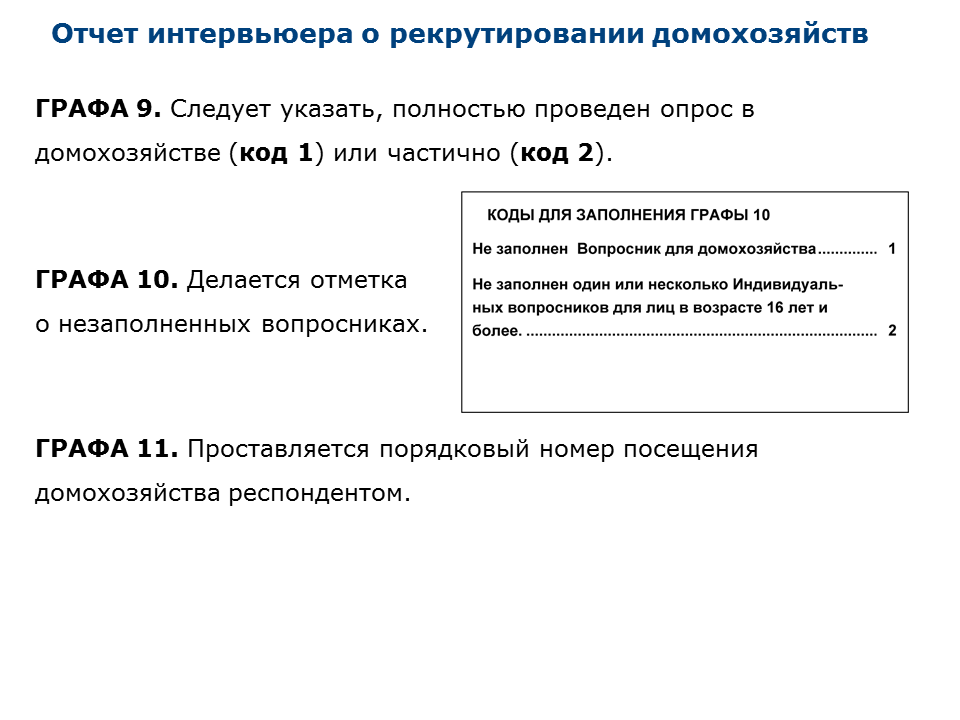 Отчет интервьюера о рекрутировании домохозяйств
ГРАФА 9. Следует указать, полностью проведен опрос в
домохозяйстве (код 1) или частично (код 2).
КОДЫ ДЛЯ ЗАПОЛНЕНИЯ ГРАФЫ 10
Не заполнен Вопросник для домохозяйства.............. 1
Не заполнен один или несколько Индивидуаль-
ных вопросников для лиц в возрасте 16 лет и
более. .................................................................................... 2
ГРАФА 10. Делается отметка
о незаполненных вопросниках.
ГРАФА 11. Проставляется порядковый номер посещения
домохозяйства респондентом.